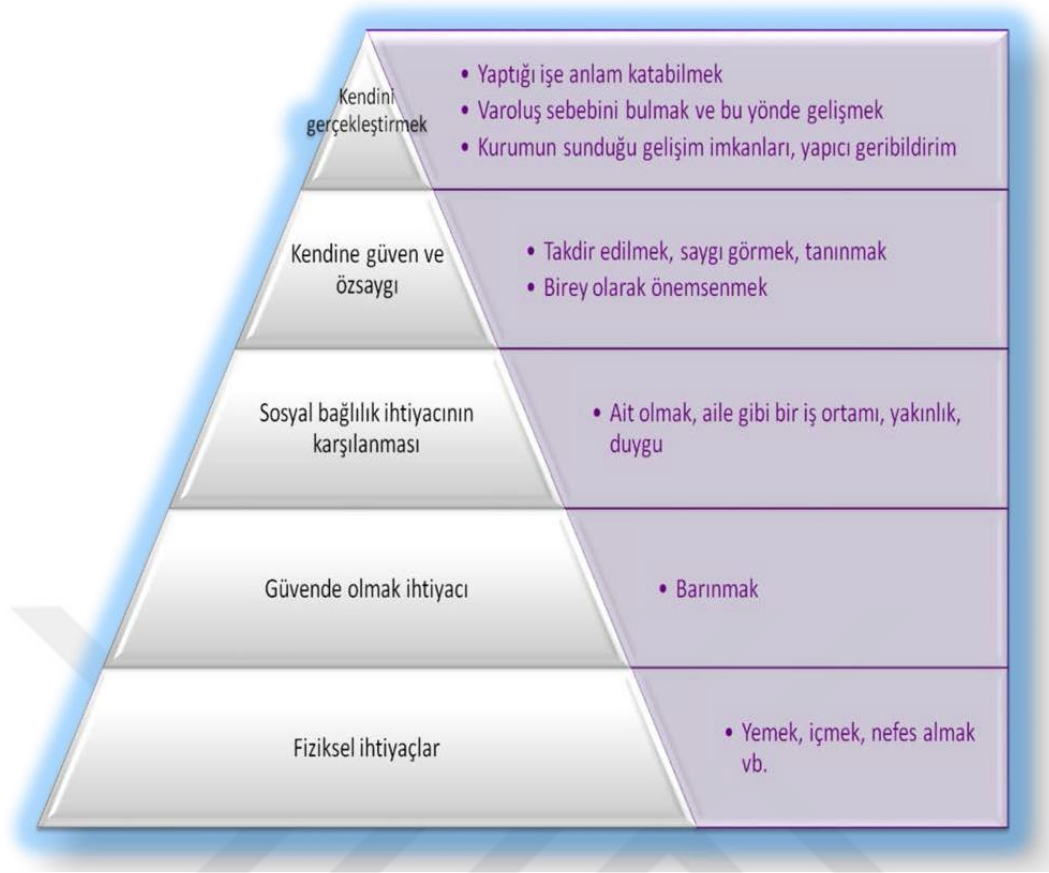 Kendini
gerçekleştirmek
• Yaptığı işe anlam katabilmek
• Varoluş sebebini bulmak ve bu yönde gelişmek
• Kurumun sunduğu gelişim imkanları, yapıcı geribildirim
Kendine güven ve
özsaygı
• Takdir edilmek, saygı görmek, tanınmak
• Birey olarak önemsenmek
Sosyal bağlılık ihtiyacının
karşılanması
• Ait olmak, aile gibi bir iş ortamı, yakınlık,
duygu
Güvende olmak ihtiyacı
• Barınmak
Fiziksel ihtiyaçlar
• Yemek, içmek, nefes almak
vb.